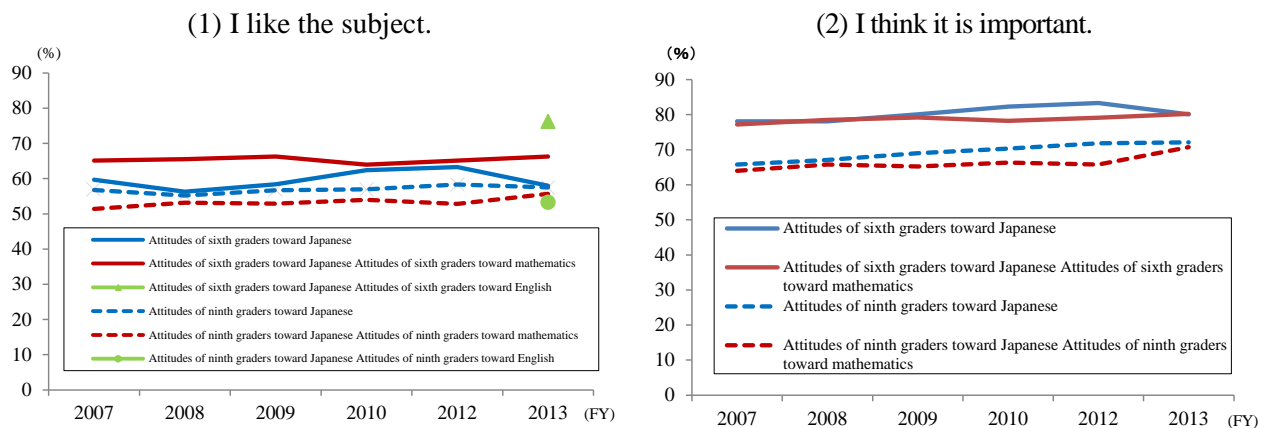 (1) I like the subject.
(%)
90
80
70
60
50
40
30
20
10
0
Attitudes of sixth graders toward Japanese
Attitudes of sixth graders toward Japanese Attitudes of sixth graders toward mathematics
Attitudes of sixth graders toward Japanese Attitudes of sixth graders toward English
Attitudes of ninth graders toward Japanese
Attitudes of ninth graders toward Japanese Attitudes of ninth graders toward mathematics
Attitudes of ninth graders toward Japanese Attitudes of ninth graders toward English
2007 2008 2009 2010 2012 2013 (FY)
(2) I think it is important.
(%)
90
80
70
60
50
40
30
20
10
0
Attitudes of sixth graders toward Japanese
Attitudes of sixth graders toward Japanese Attitudes of sixth graders
toward mathematics
Attitudes of ninth graders toward Japanese
Attitudes of ninth graders toward Japanese Attitudes of ninth graders
toward mathematics
2007 2008 2009 2010 2012 2013 (FY)